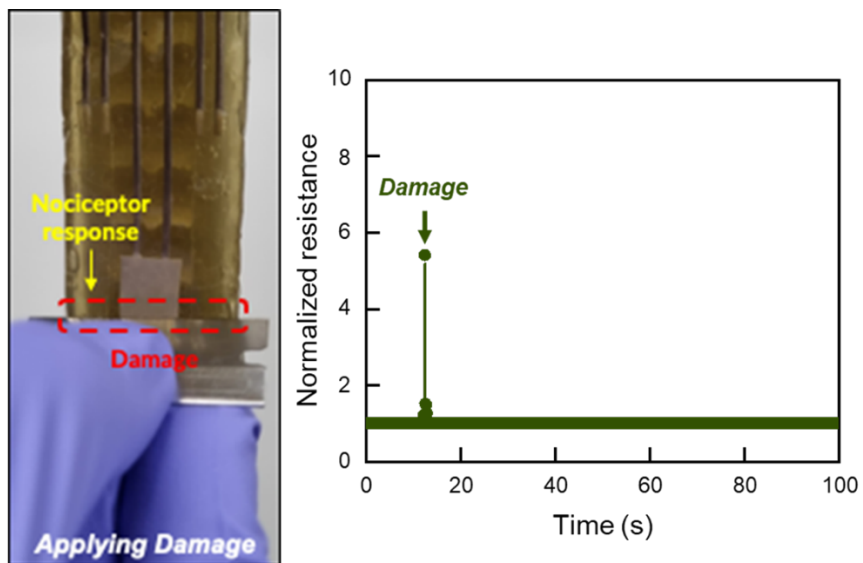 Nociceptor
response
Damage
Applying Damage
Normalized resistance
10
8
6
4
2
0
Damage
0
20
40
60
80
100
Time (s)